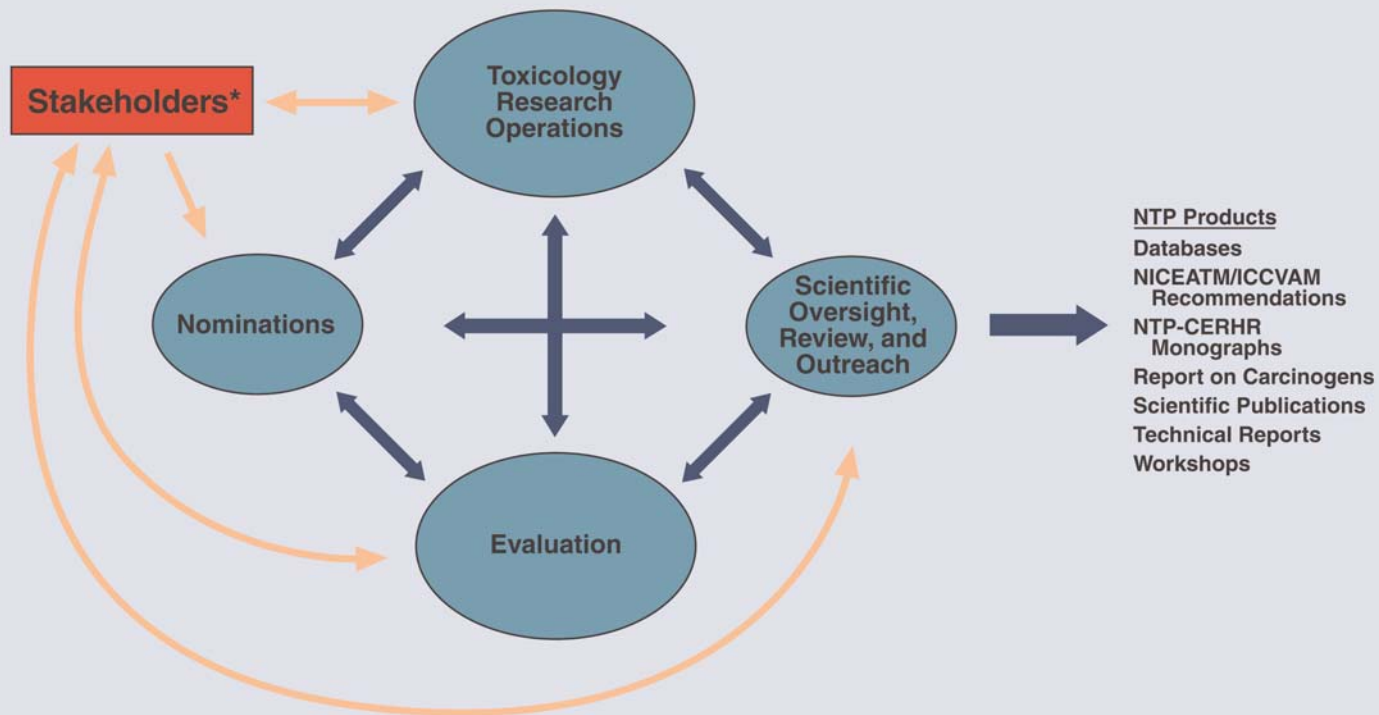 Stakeholders*
Toxicology
Research
Operations
Nominations
Scientific
Oversight,
Review, and
Outreach
Evaluation
NTP Products
Databases
NICEATM/ICCVAM
Recommendations
NTP-CERHR
Monographs
Report on Carcinogens
Scientific Publications
Technical Reports
Workshops